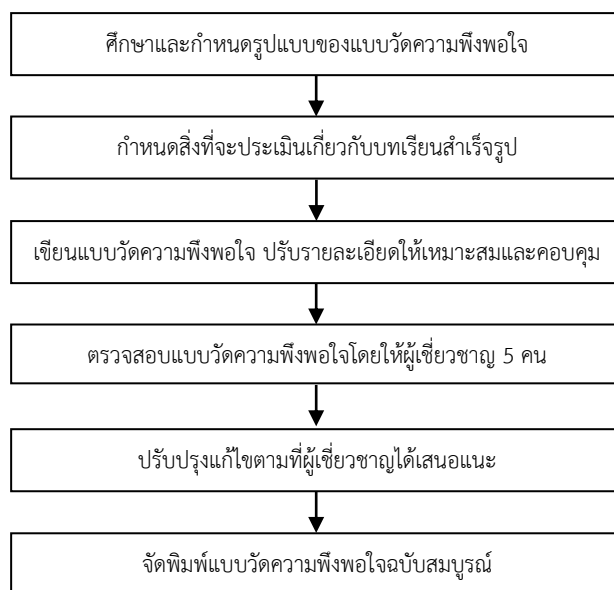 ศึกษาและกำหนดรูปแบบของแบบวัดความพึงพอใจ
กำหนดสิ่งที่จะประเมินเกี่ยวกับบทเรียนสำเร็จรูป
เขียนแบบวัดความพึงพอใจ ปรับรายละเอียดให้เหมาะสมและคอบคุม
ตรวจสอบแบบวัดความพึงพอใจโดยให้ผู้เชี่ยวชาญ 5 คน
ปรับปรุงแก้ไขตามที่ผู้เชี่ยวชาญได้เสนอแนะ
จัดพิมพ์แบบวัดความพึงพอใจฉบับสมบูรณ์